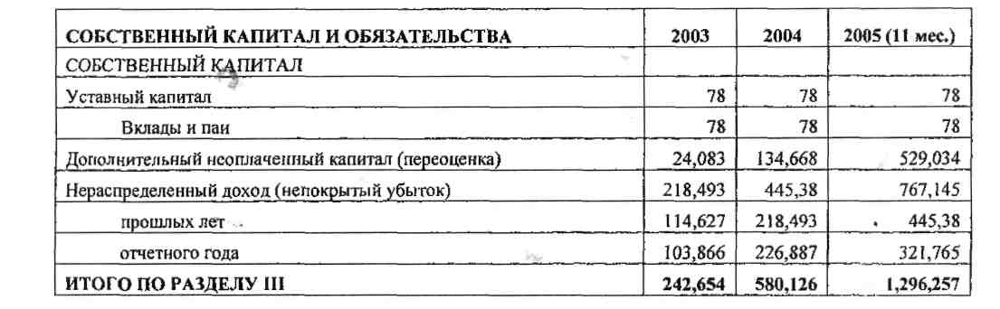 СОБСТВЕННЫЙ КАПИТАЛ И ОБЯЗАТЕЛЬСТВА 2003 2004 2005 (11 мес.)
СОБСТВЕННЫЙ КАПИТАЛ
Уставный капитал 78 78 78
Вклады и паи 78 78 78
Дополнительный неоплаченный капитал (переоценка) 24,083 134,668 529,034
Нераспределенный доход (непокрытый убыток) 218,493 445,38 767,145
прошлых лет 114,627 218,493 445,38
отчетного года 103,866 226,887 321,765
ИТОГО ПО РАЗДЕЛУ III 242,654 580,126 1,296,257